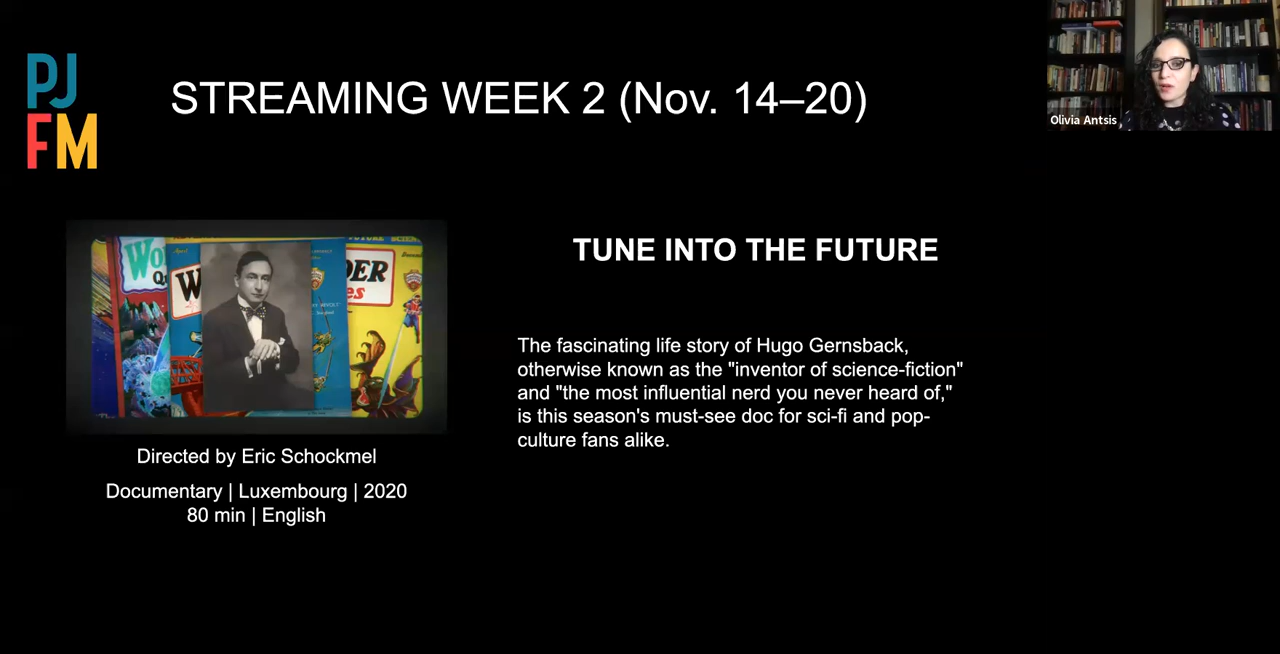 PJ
FM
STREAMING WEEK 2 (Nov. 14–20)
Olivia Antsis
TUNE INTO THE FUTURE
The fascinating life story of Hugo Gernsback,
otherwise known as the "inventor of science-fiction"
and "the most influential nerd you never heard of,"
is this season's must-see doc for sci-fi and pop-
culture fans alike.
Directed by Eric Schockmel
Documentary | Luxembourg | 2020
80 min | English